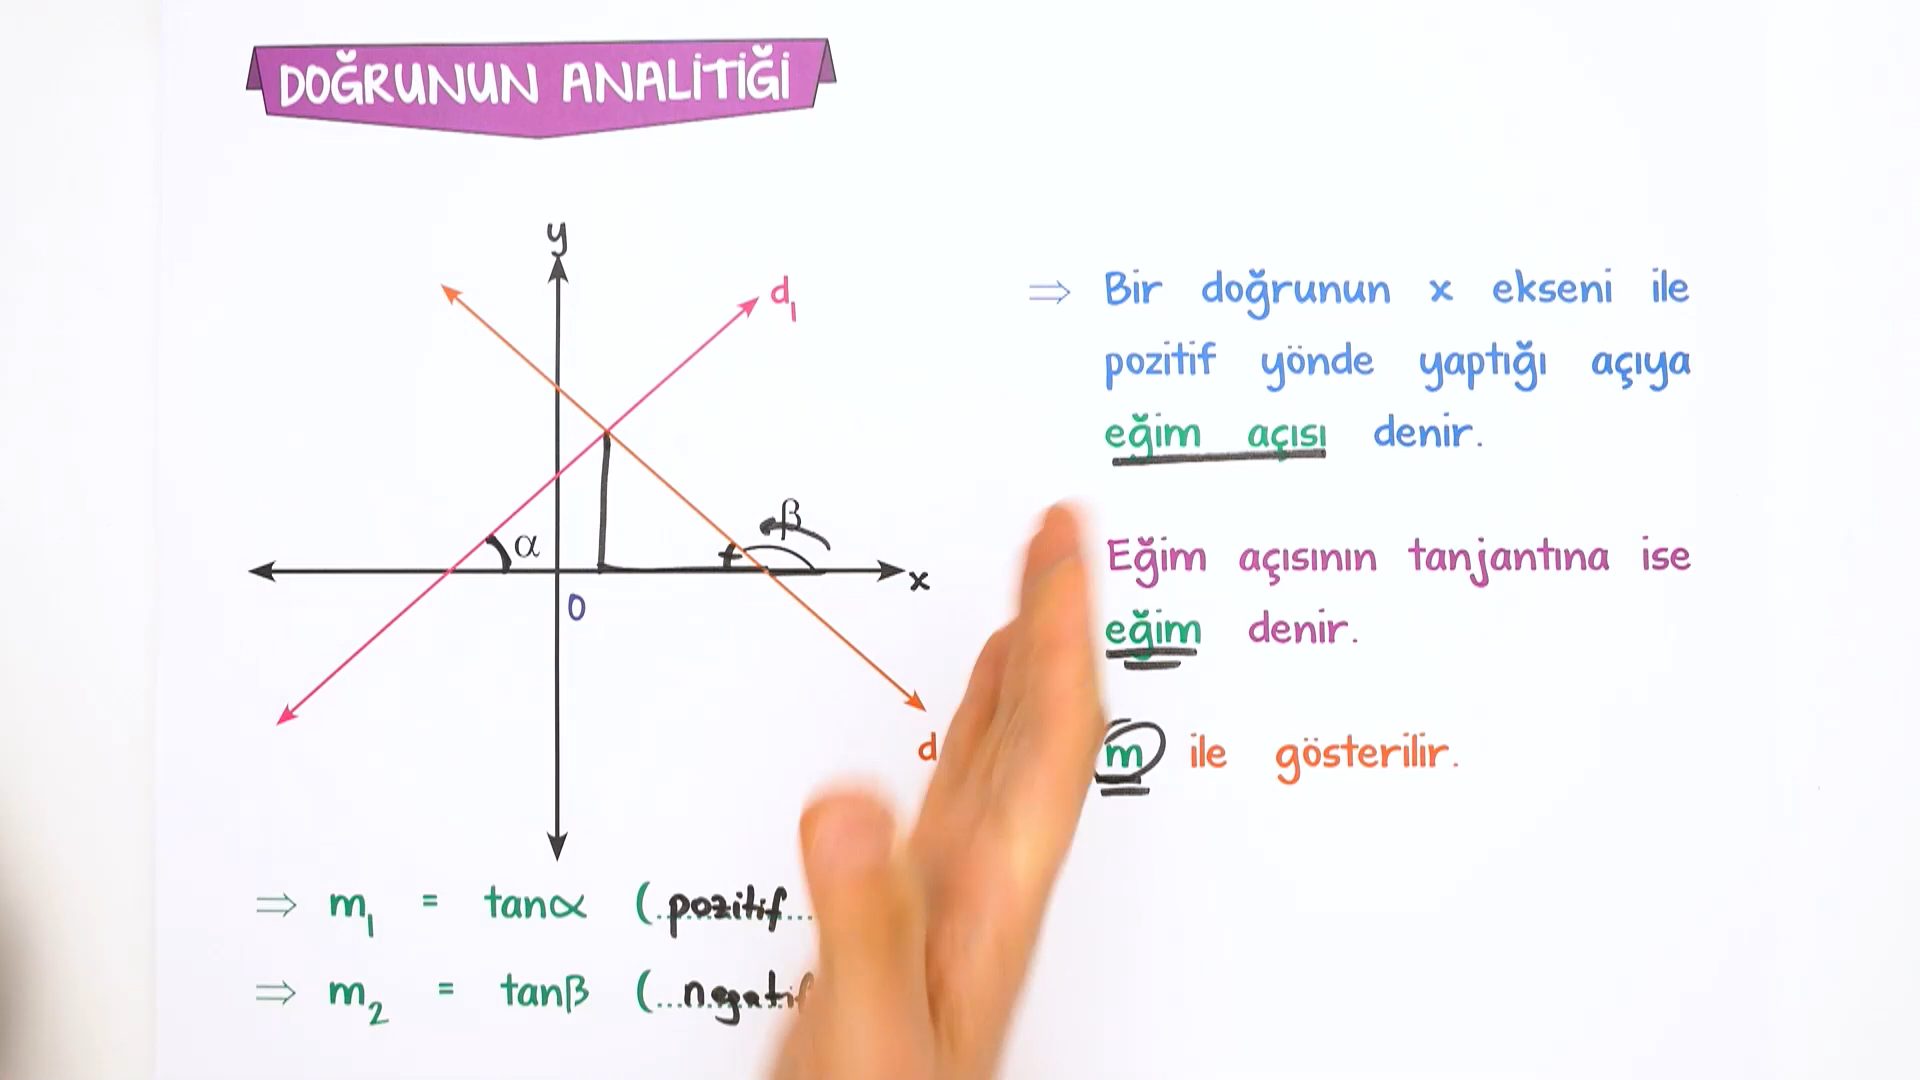 DOĞRUNUN ANALİTİĞİ
y
d₁
⇒ Bir doğrunun x ekseni ile
pozitif yönde yaptığı açıya
eğim açısı denir.
β
α
x
0
Eğim açısının tanjantına ise
eğim denir.
d
m ile gösterilir.
⇒ m₁ = tanα (..pozitif...
⇒ m₂ = tanβ (...negatif